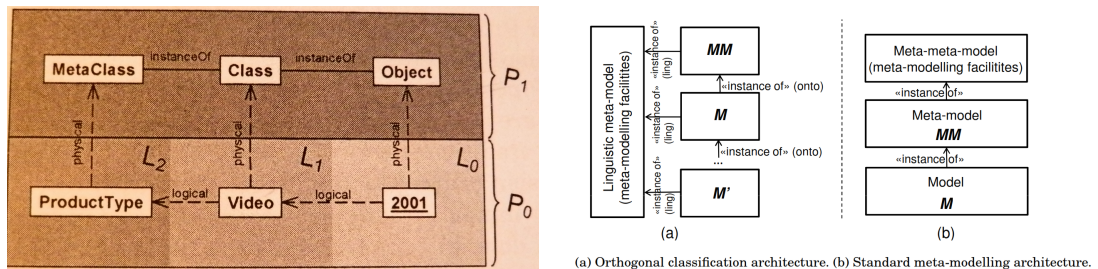 instanceOf
instanceOf
MetaClass
Class
Object
P1
physical
physical
physical
L2
L1
L0
ProductType
logical
Video
logical
2001
P0
Linguistic meta-model
(meta-modelling facilitites)
«instance of»
(ling)
MM
«instance of» (onto)
«instance of»
(ling)
M
«instance of» (onto)
...
«instance of»
(ling)
M'
(a)
Meta-meta-model
(meta-modelling facilitites)
«instance of»
Meta-model
MM
«instance of»
Model
M
(b)
(a) Orthogonal classification architecture. (b) Standard meta-modelling architecture.